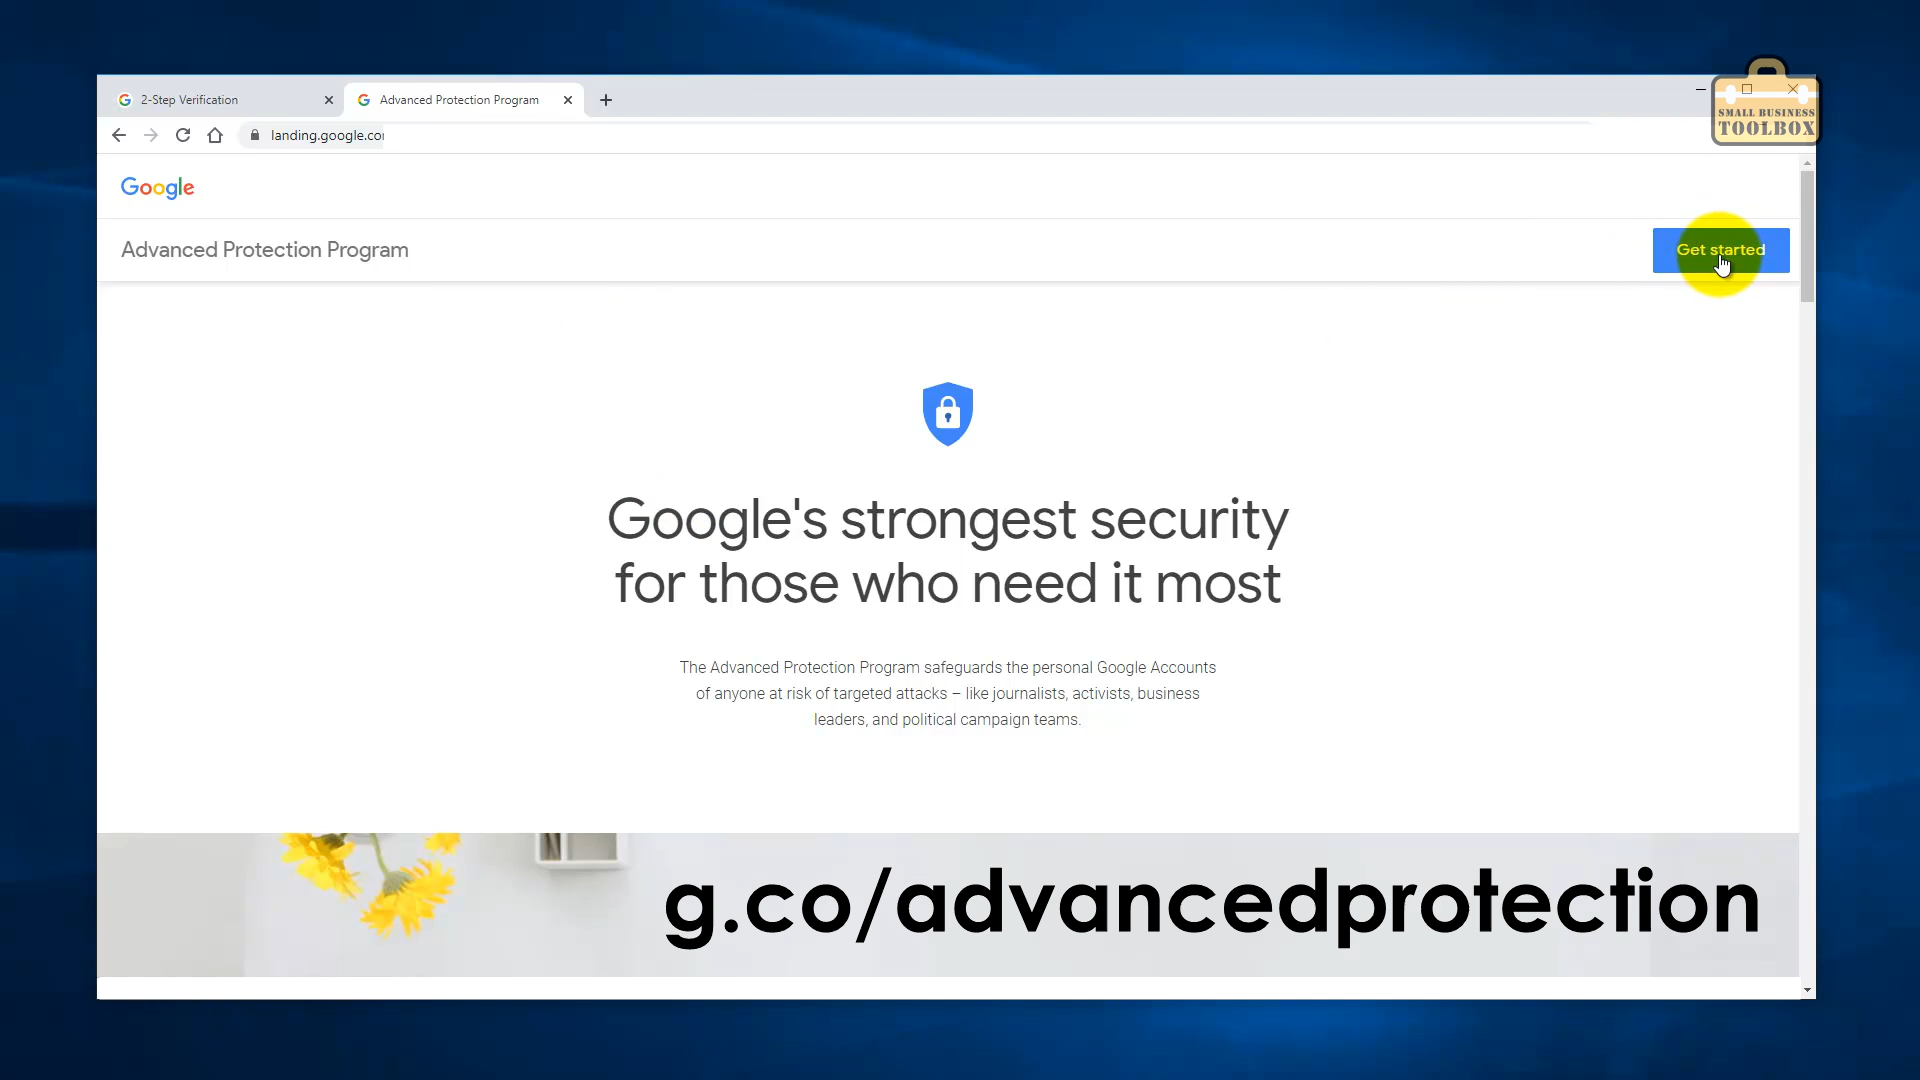 2-Step Verification
Advanced Protection Program
SMALL BUSINESS
TOOLBOX
landing.google.co
Google
Advanced Protection Program
Get started
Google's strongest security
for those who need it most
The Advanced Protection Program safeguards the personal Google Accounts
of anyone at risk of targeted attacks – like journalists, activists, business
leaders, and political campaign teams.
g.co/advancedprotection